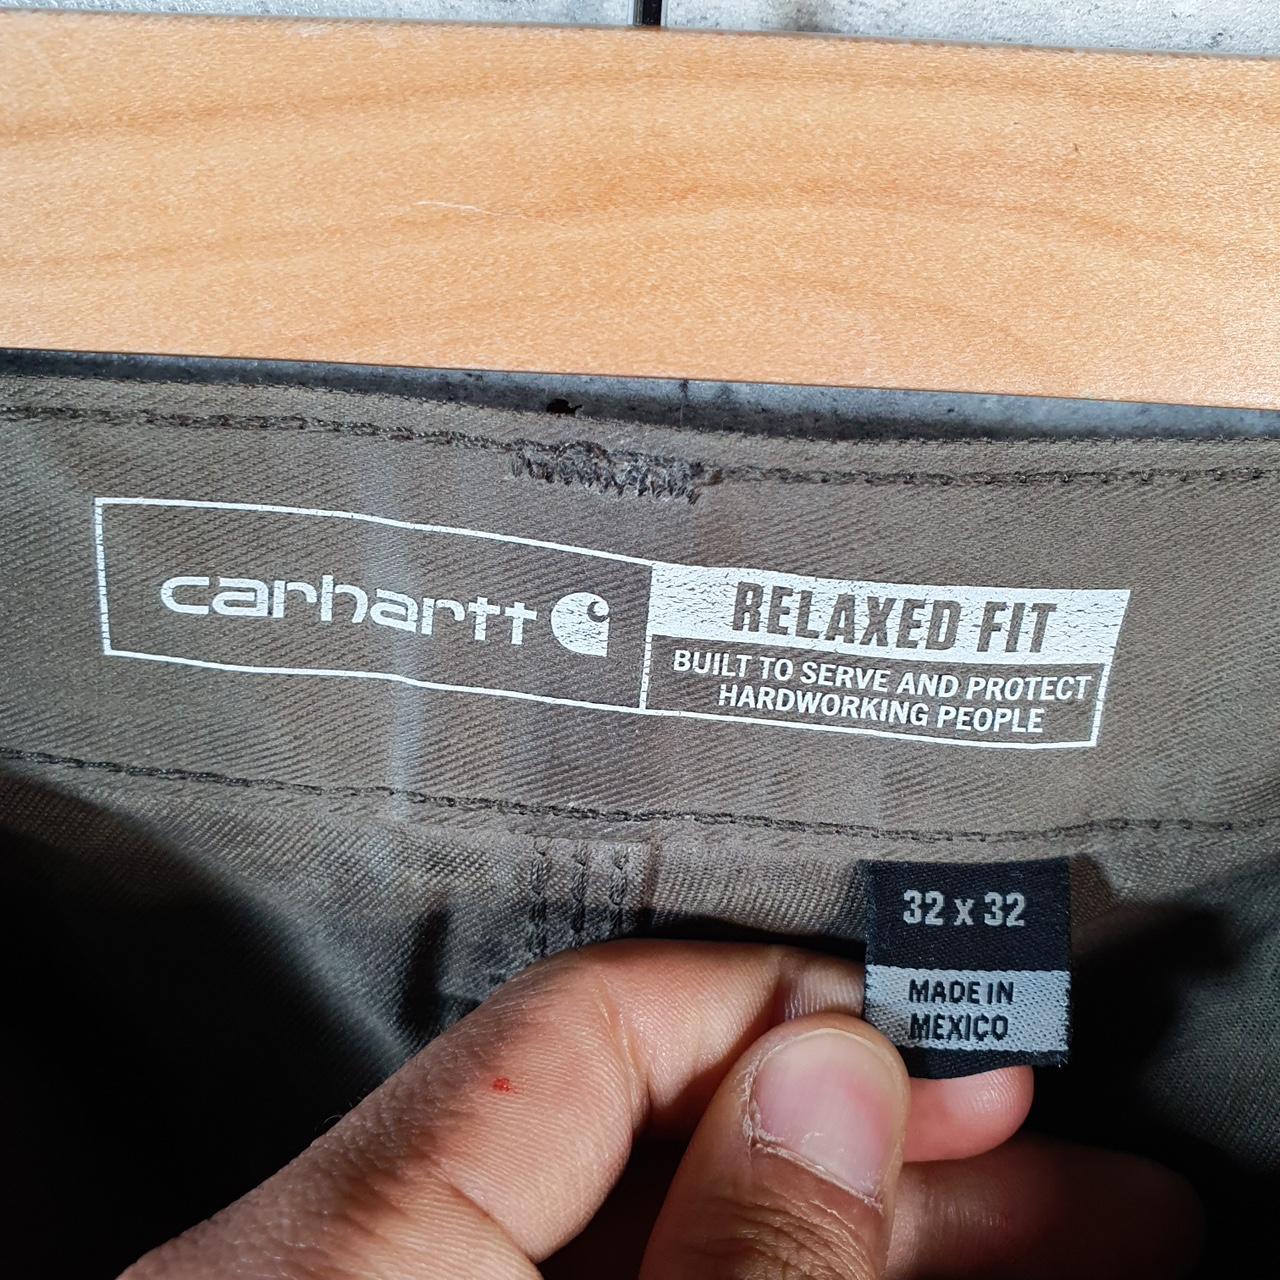 carhartt
RELAXED FIT
BUILT TO SERVE AND PROTECT
HARDWORKING PEOPLE
32 x 32
MADE IN
MEXICO